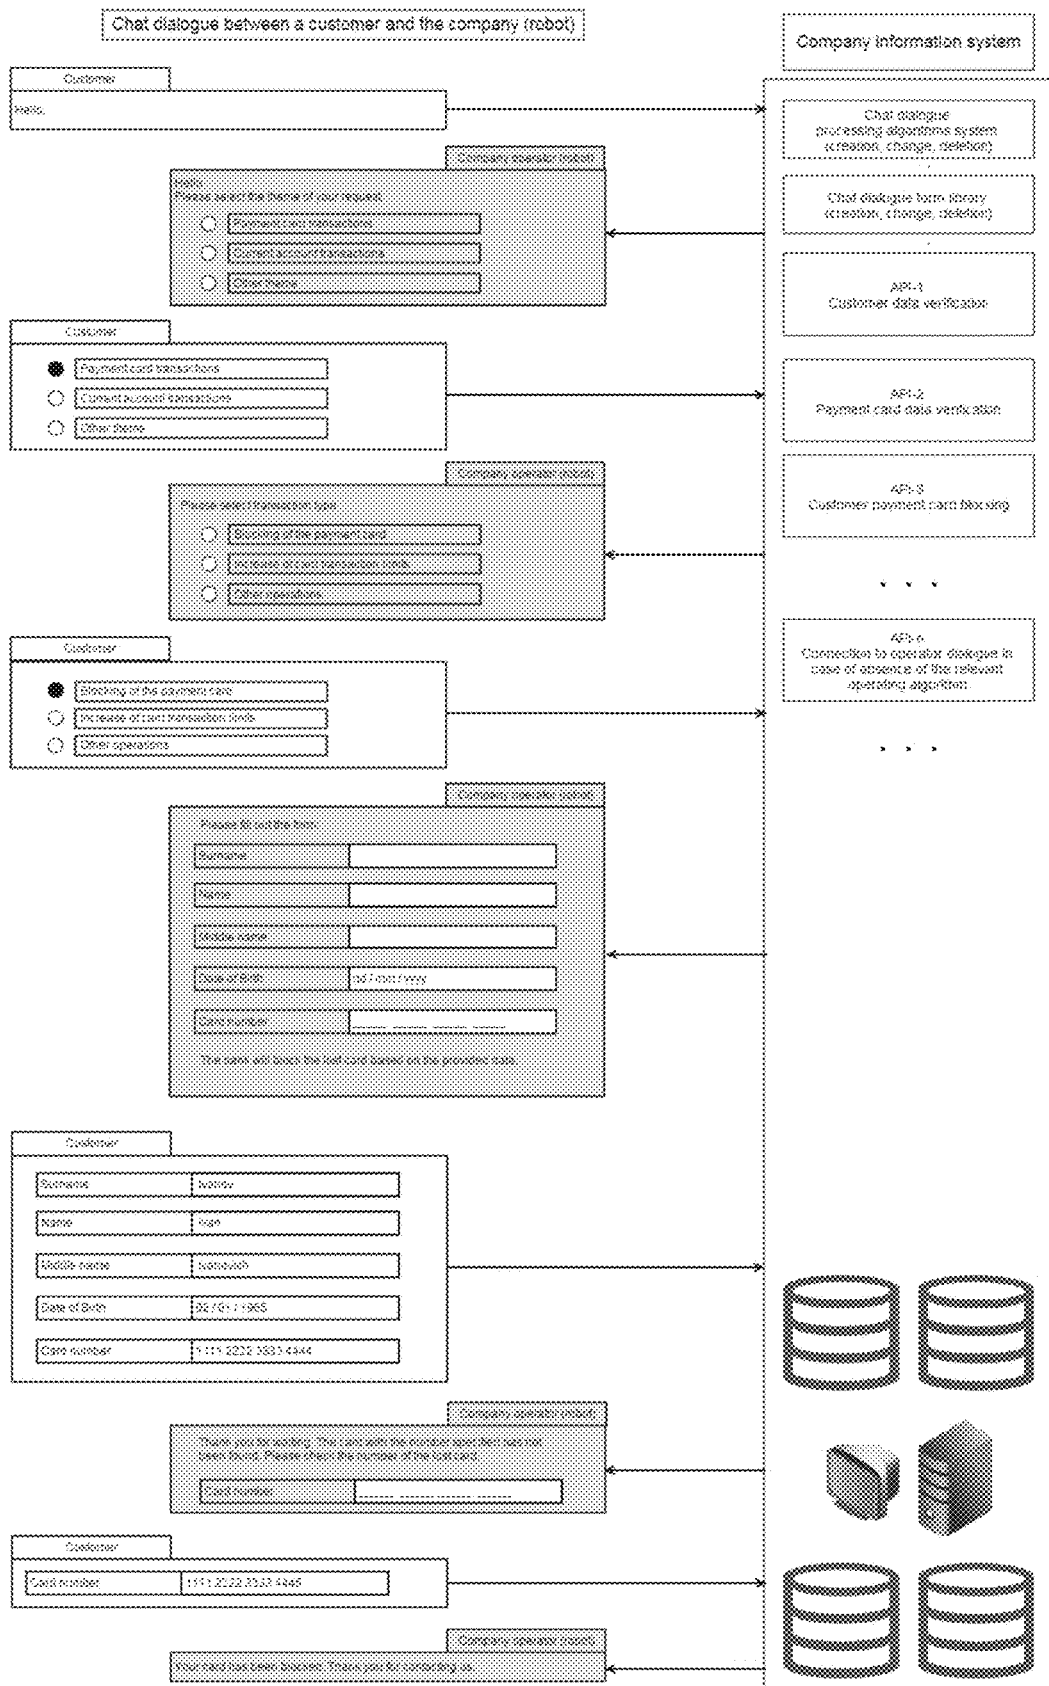 Chat dialogue between a customer and the company (robot)
Company information system
Customer
Hello.
Chat dialogue
processing algorithms system
(creation, change, deletion)
Company operator (robot)
Hello
Please select the theme of your request
Payment card transactions
Current account transactions
Other theme
Chat dialogue form library
(creation, change, deletion)
API-1
Customer data verification
Customer
Payment card transactions
Current account transactions
Other theme
API-2
Payment card data verification
Company operator (robot)
Please select transaction type
Blocking of the payment card
Increase of card transaction limits
Other operations
API-3
Customer payment card blocking
. . .
API-n
Connection to operator dialogue in
case of absence of the relevant
operating algorithm
. . .
Customer
Blocking of the payment card
Increase of card transaction limits
Other operations
Company operator (robot)
Please fill out the form.
Surname
Name
Middle name
Date of Birth dd / mm / yyyy
Card number ____ ____ ____ ____
The bank will block the lost card based on the provided data.
Customer
Surname Ivanov
Name Ivan
Middle name Ivanovich
Date of Birth 02 / 01 / 1965
Card number 1111 2222 3333 4444
Company operator (robot)
Thank you for waiting. The card with the number specified has not
been found. Please check the number of the lost card.
Card number ____ ____ ____ ____
Customer
Card number 1111 2222 3333 4445
Company operator (robot)
Your card has been blocked. Thank you for contacting us.